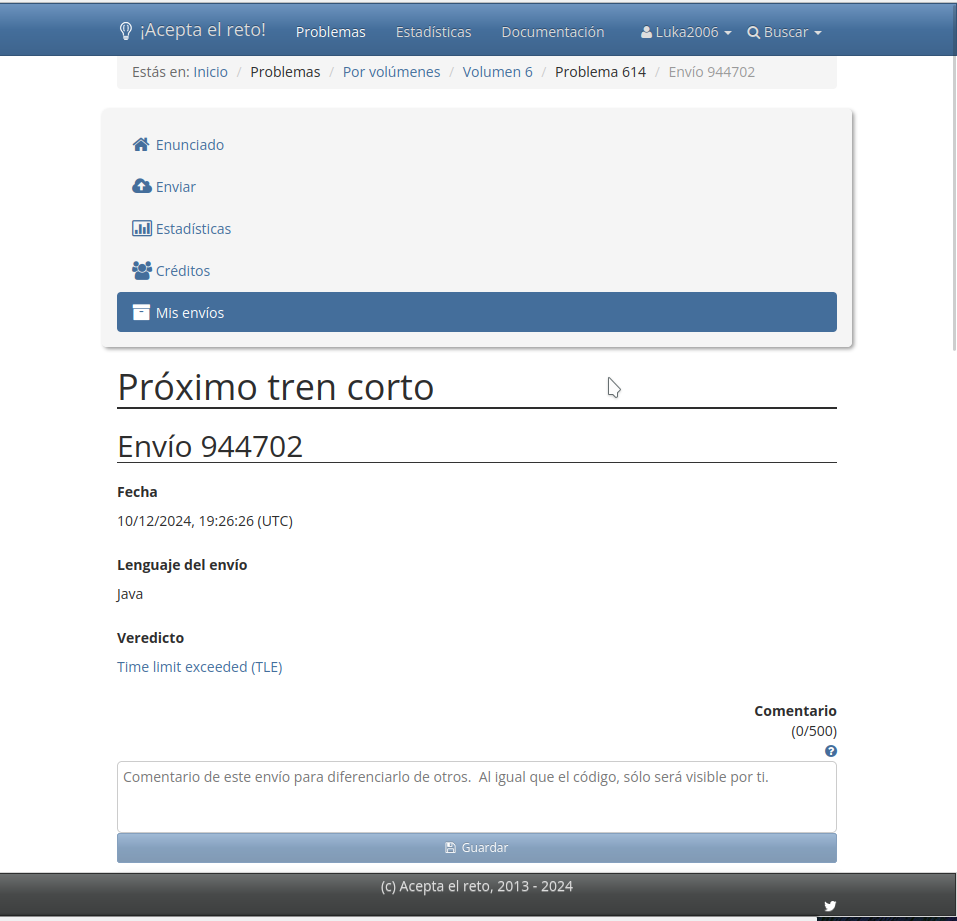 ¡Acepta el reto! Problemas Estadísticas Documentación Luka2006 Buscar
Estás en: Inicio / Problemas / Por volúmenes / Volumen 6 / Problema 614 / Envío 944702
Enunciado
Enviar
Estadísticas
Créditos
Mis envíos
Próximo tren corto
Envío 944702
Fecha
10/12/2024, 19:26:26 (UTC)
Lenguaje del envío
Java
Veredicto
Time limit exceeded (TLE)
Comentario
(0/500)
Comentario de este envío para diferenciarlo de otros. Al igual que el código, sólo será visible por ti.
Guardar
(c) Acepta el reto, 2013 - 2024